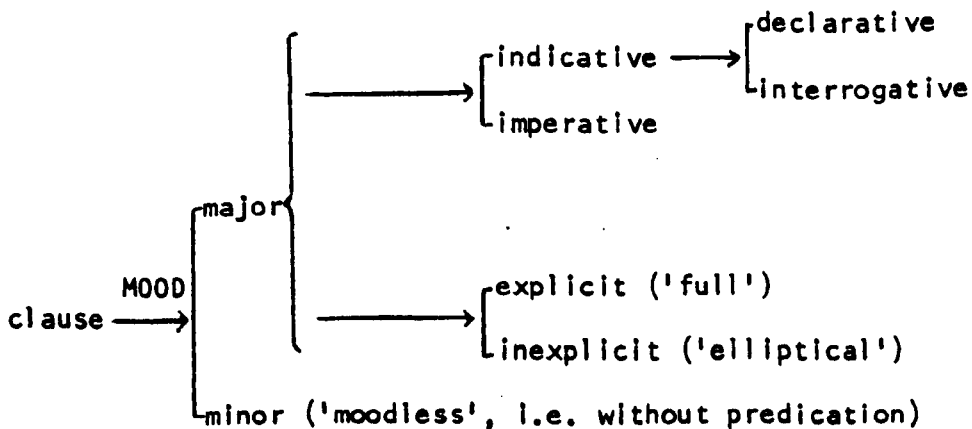 declarative
indicative
interrogative
imperative
major
explicit ('full')
MOOD
clause
inexplicit ('elliptical')
minor ('moodless', i.e. without predication)